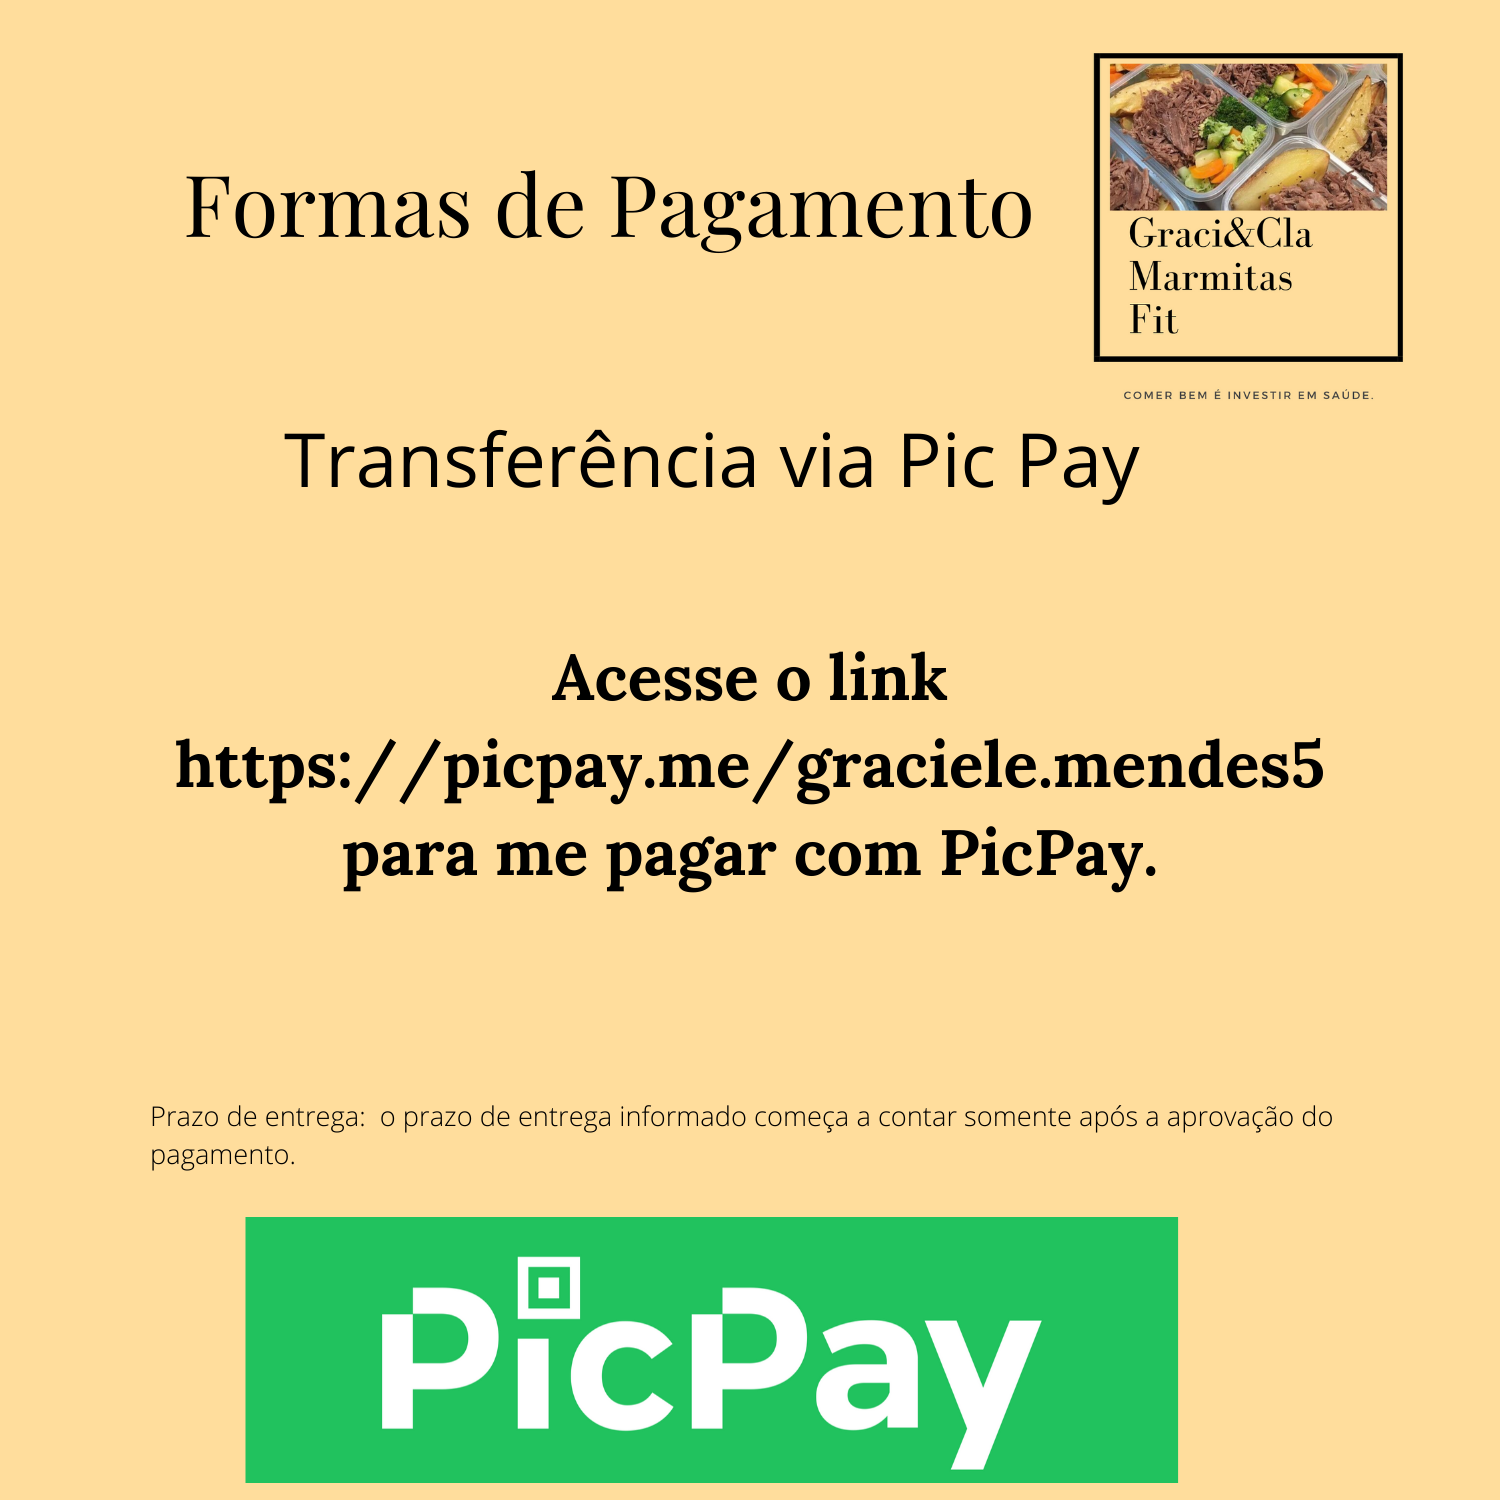 Formas de Pagamento
Graci&Cla
Marmitas
Fit
COMER BEM É INVESTIR EM SAÚDE.
Transferência via Pic Pay
Acesse o link
https://picpay.me/graciele.mendes5
para me pagar com PicPay.
Prazo de entrega:  o prazo de entrega informado começa a contar somente após a aprovação do
pagamento.
PicPay